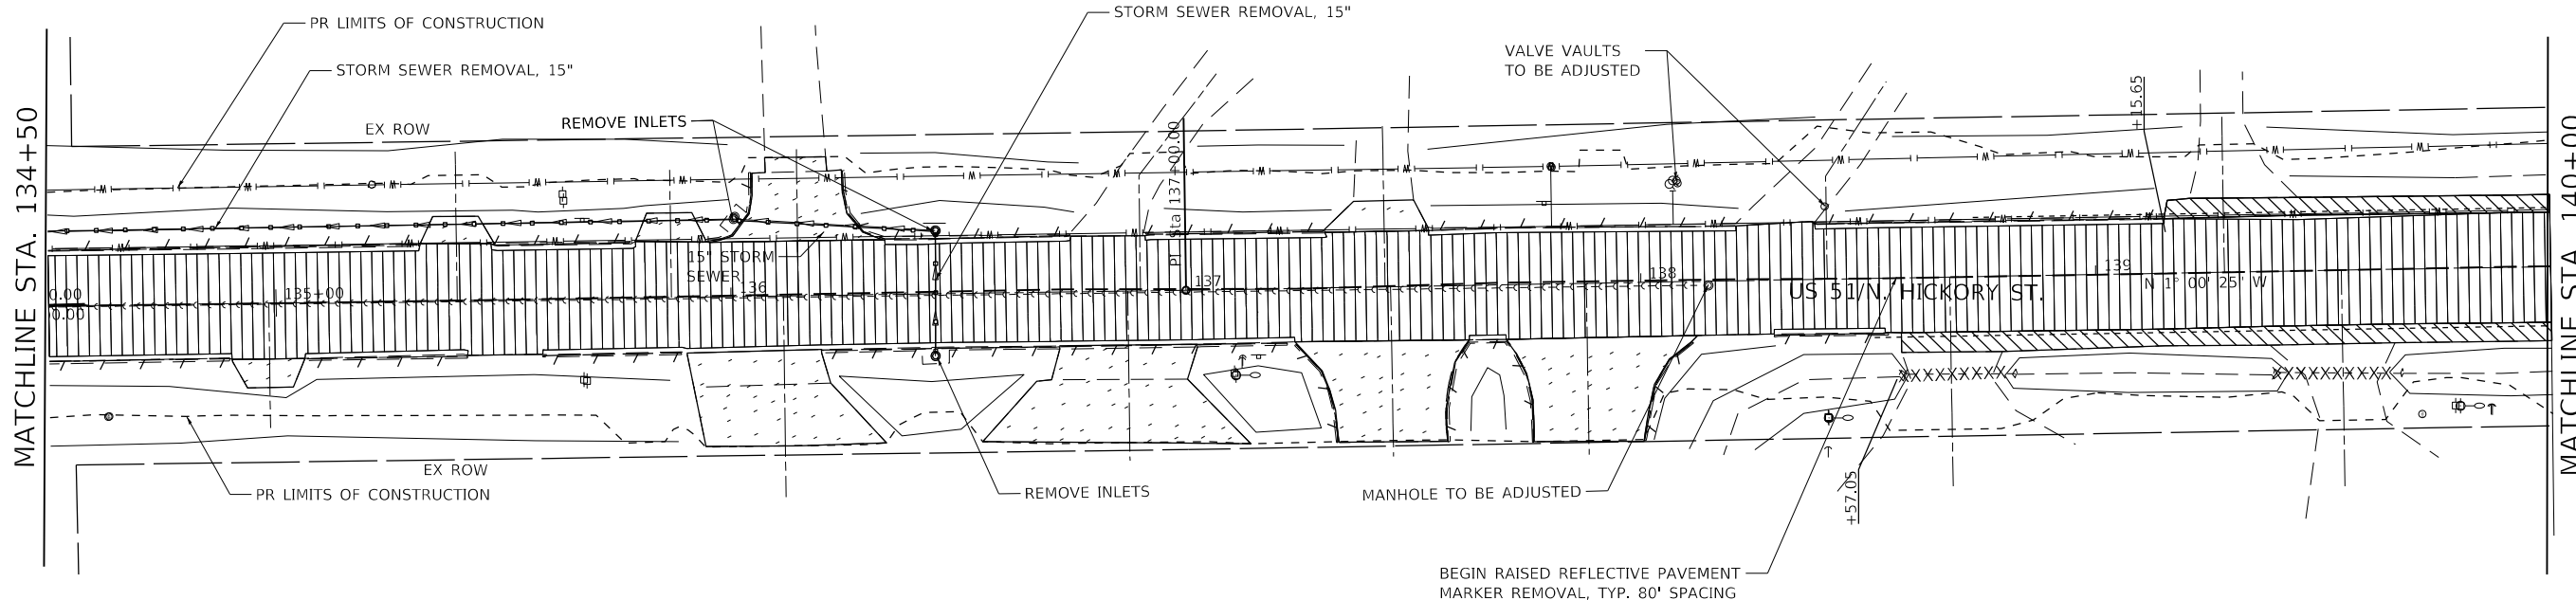 STORM SEWER REMOVAL, 15"
PR LIMITS OF CONSTRUCTION
VALVE VAULTS
TO BE ADJUSTED
STORM SEWER REMOVAL, 15"
+15.65
REMOVE INLETS
EX ROW
MATCHLINE STA. 134+50
MATCHLINE STA. 140+00
PI Sta 137+00.00
15" STORM
SEWER
0.00
0.00
135+00
136
137
138
139
US 51/N. HICKORY ST.
N 1° 00' 25" W
EX ROW
PR LIMITS OF CONSTRUCTION
REMOVE INLETS
MANHOLE TO BE ADJUSTED
+57.05
BEGIN RAISED REFLECTIVE PAVEMENT
MARKER REMOVAL, TYP. 80' SPACING